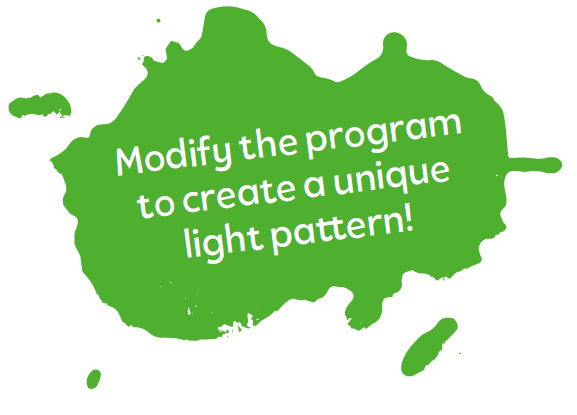 Modify the program
to create a unique
light pattern!